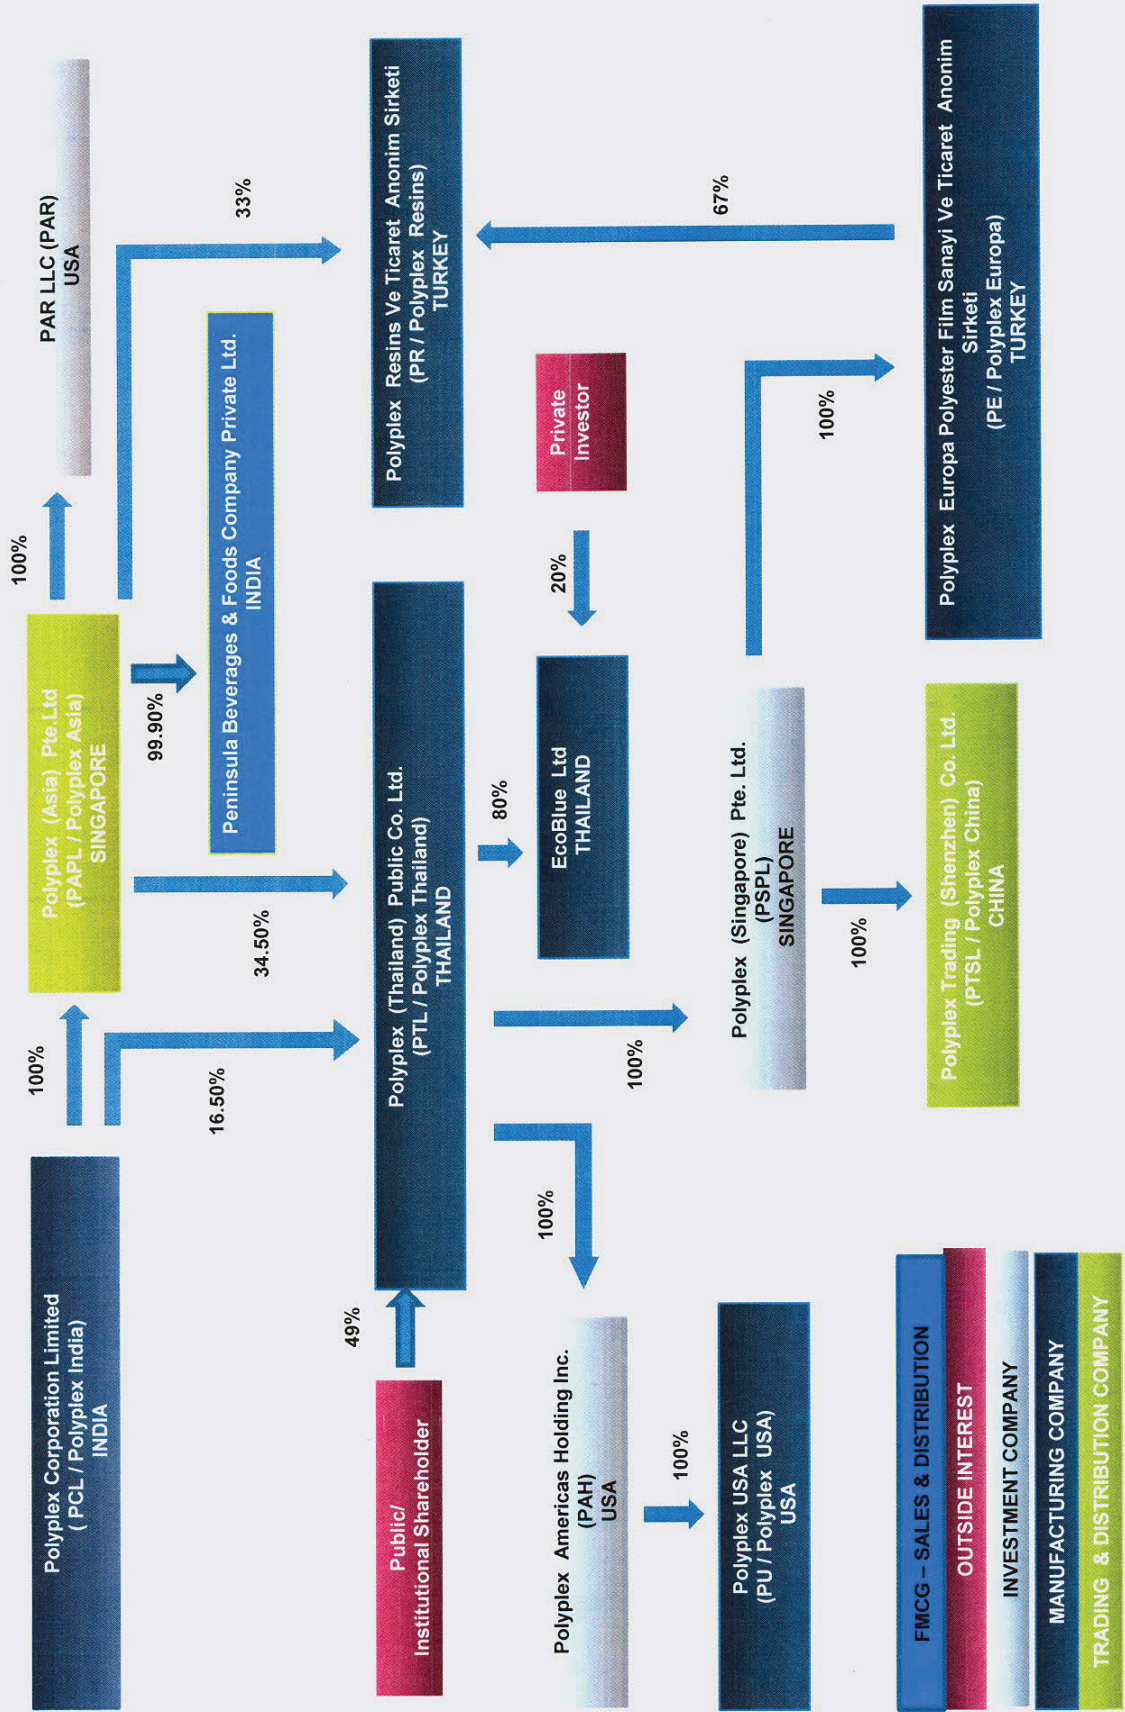 Polyplex Corporation Limited
( PCL / Polyplex India)
INDIA
100%
Polyplex (Asia) Pte.Ltd
(PAPL / Polyplex Asia)
SINGAPORE
100%
PAR LLC (PAR)
USA
16.50%
34.50%
99.90%
33%
Peninsula Beverages & Foods Company Private Ltd.
INDIA
Public/
Institutional Shareholder
49%
Polyplex (Thailand) Public Co. Ltd.
(PTL / Polyplex Thailand)
THAILAND
Polyplex Resins Ve Ticaret Anonim Sirketi
(PR / Polyplex Resins)
TURKEY
100%
100%
80%
20%
Private
Investor
67%
Polyplex Americas Holding Inc.
(PAH)
USA
EcoBlue Ltd
THAILAND
100%
Polyplex USA LLC
(PU / Polyplex USA)
USA
Polyplex (Singapore) Pte. Ltd.
(PSPL)
SINGAPORE
100%
100%
Polyplex Trading (Shenzhen) Co. Ltd.
(PTSL / Polyplex China)
CHINA
Polyplex Europa Polyester Film Sanayi Ve Ticaret Anonim
Sirketi
(PE / Polyplex Europa)
TURKEY
FMCG – SALES & DISTRIBUTION
OUTSIDE INTEREST
INVESTMENT COMPANY
MANUFACTURING COMPANY
TRADING & DISTRIBUTION COMPANY